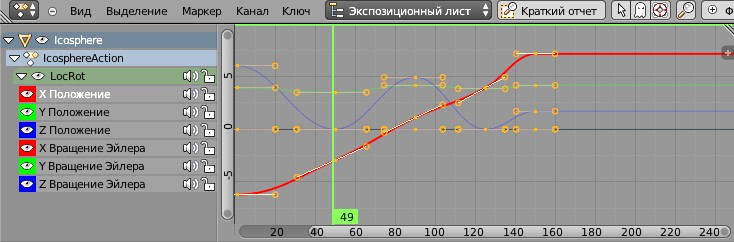 Вид Выделение Маркер Канал Ключ Экспозиционный лист Краткий отчет Ф
Icosphere
IcosphereAction
LocRot
X Положение
Y Положение
Z Положение
X Вращение Эйлера
Y Вращение Эйлера
Z Вращение Эйлера
5
0
-5
49
20 40 60 80 100 120 140 160 180 200 220 240